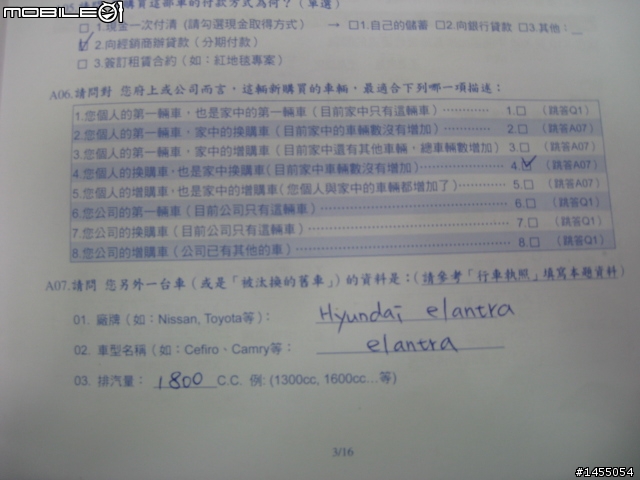 MOBILE01
購買這部車的付款方式為何?(單選)
□ 1.現金一次付清(請勾選現金取得方式) → □1.自己的儲蓄 □2.向銀行貸款 □3.其他:__
☑ 2.向經銷商辦貸款(分期付款)
□ 3.簽訂租賃合約(如:紅地毯專案)
A06.請問對 您府上或公司而言,這輛新購買的車輛,最適合下列哪一項描述:
1.您個人的第一輛車,也是家中的第一輛車(目前家中只有這輛車) ………… 1.□ (跳答Q1)
2.您個人的第一輛車,家中的換購車(目前家中的車輛數沒有增加) ………… 2.□ (跳答A07)
3.您個人的第一輛車,家中的增購車(目前家中還有其他車輛,總車輛數增加) 3.□ (跳答Q1)
4.您個人的換購車,也是家中換購車(目前家中車輛數沒有增加) ………… 4.☑ (跳答A07)
5.您個人的增購車,也是家中的增購車(您個人與家中的車輛都增加了) ………… 5.□ (跳答A07)
6.您公司的第一輛車(目前公司只有這輛車) ………… 6.□ (跳答Q1)
7.您公司的換購車(目前公司只有這輛車) ………… 7.□ (跳答Q1)
8.您公司的增購車(公司已有其他的車) ………… 8.□ (跳答Q1)
A07.請問 您另外一台車(或是「被汰換的舊車」)的資料是:(請參考「行車執照」填寫本題資料)
01. 廠牌(如:Nissan, Toyota等): Hyundai elantra
02. 車型名稱(如:Cefiro、Camry等: elantra
03. 排汽量: 1800 C.C. 例: (1300cc, 1600cc…等)
3/16
#1455054